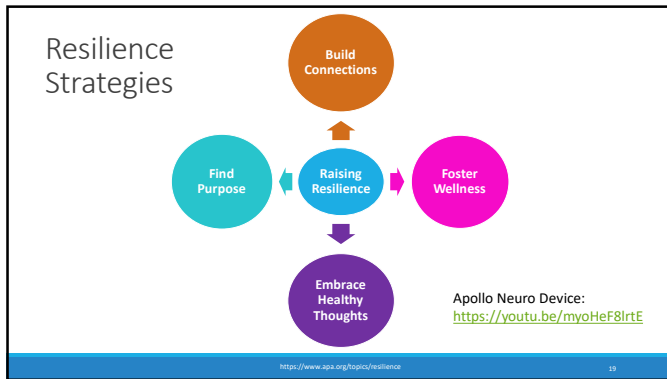 Resilience
Strategies
Build
Connections
Find
Purpose
Raising
Resilience
Foster
Wellness
Embrace
Healthy
Thoughts
Apollo Neuro Device:
https://youtu.be/myoHeF8lrtE
https://www.apa.org/topics/resilience
19